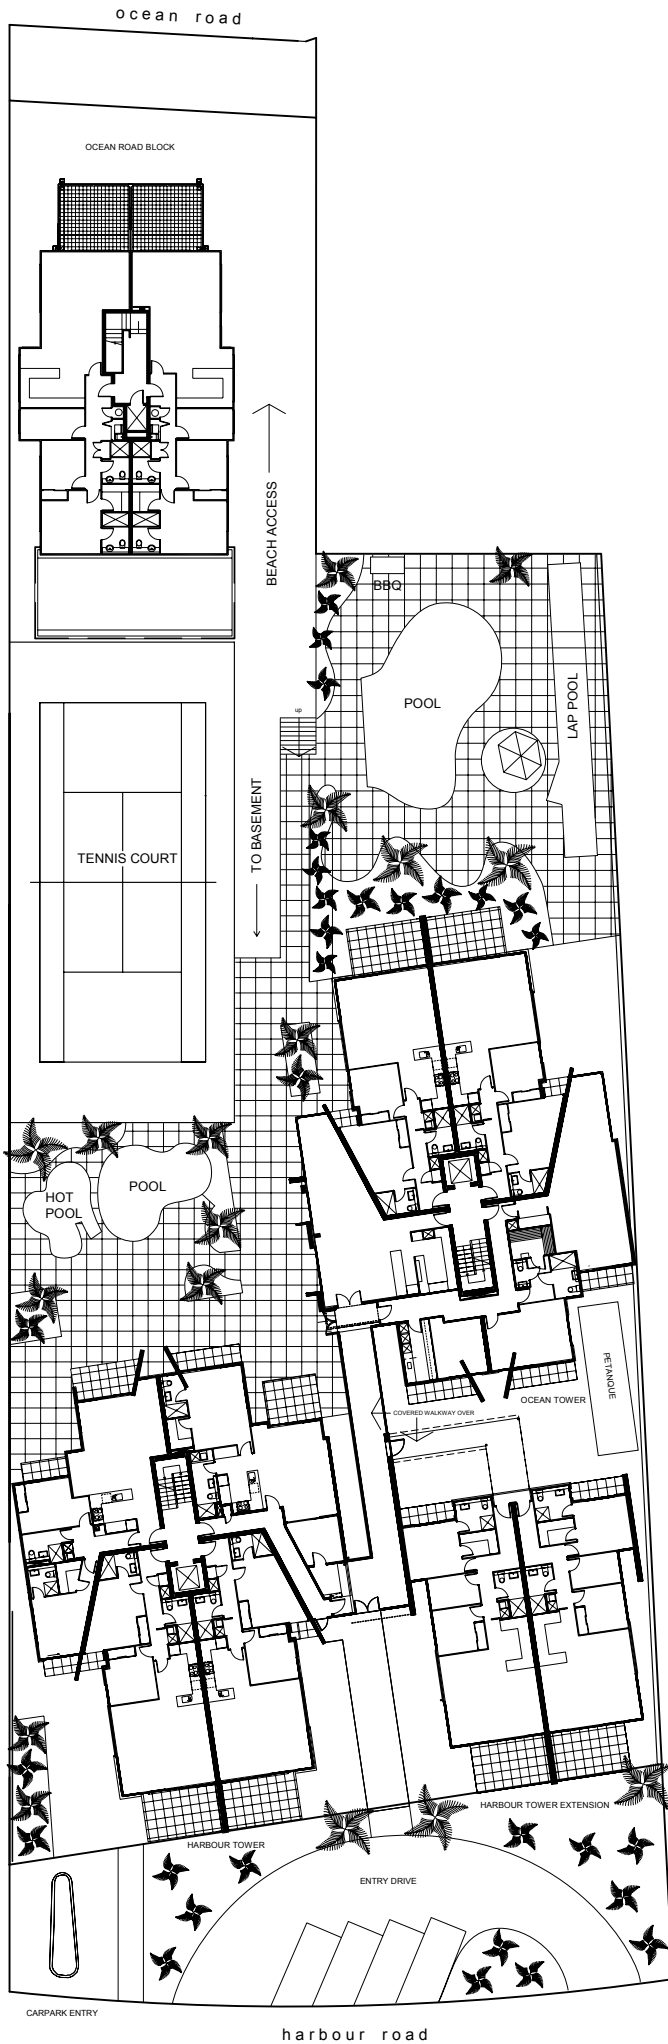 ocean road
OCEAN ROAD BLOCK
BEACH ACCESS
BBQ
POOL
LAP POOL
up
TO BASEMENT
TENNIS COURT
HOT
POOL
POOL
PETANQUE
OCEAN TOWER
COVERED WALKWAY OVER
HARBOUR TOWER EXTENSION
HARBOUR TOWER
ENTRY DRIVE
CARPARK ENTRY
harbour road